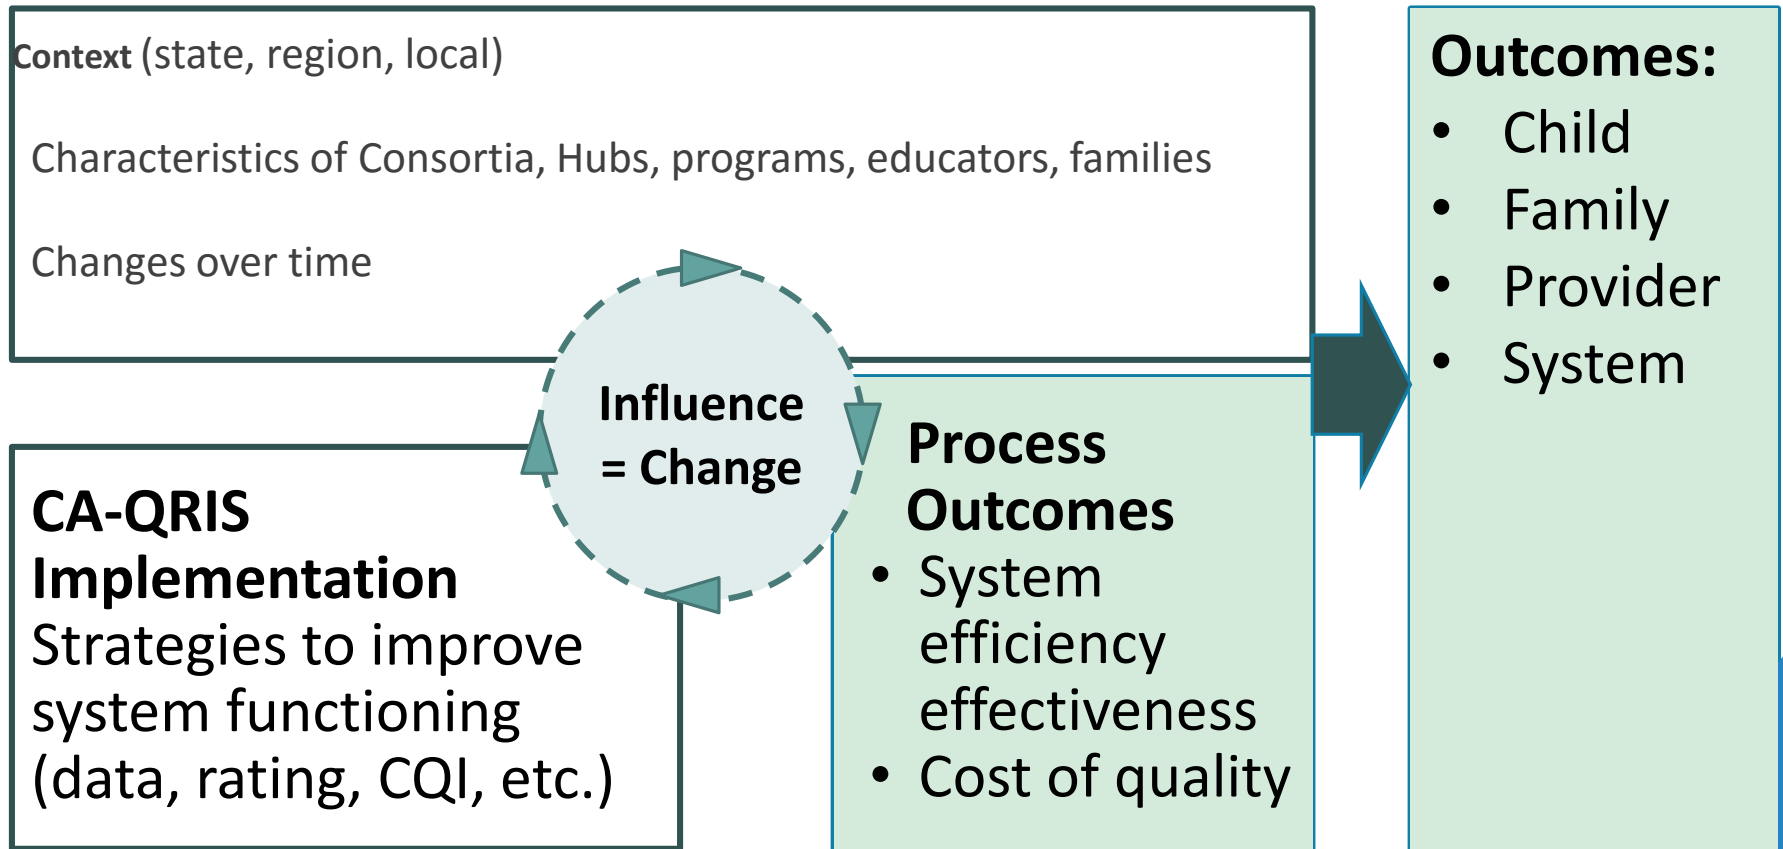 Context (state, region, local)
Characteristics of Consortia, Hubs, programs, educators, families
Changes over time
Influence
= Change
CA-QRIS
Implementation
Strategies to improve
system functioning
(data, rating, CQI, etc.)
Process
Outcomes
• System
efficiency
effectiveness
• Cost of quality
Outcomes:
• Child
• Family
• Provider
• System